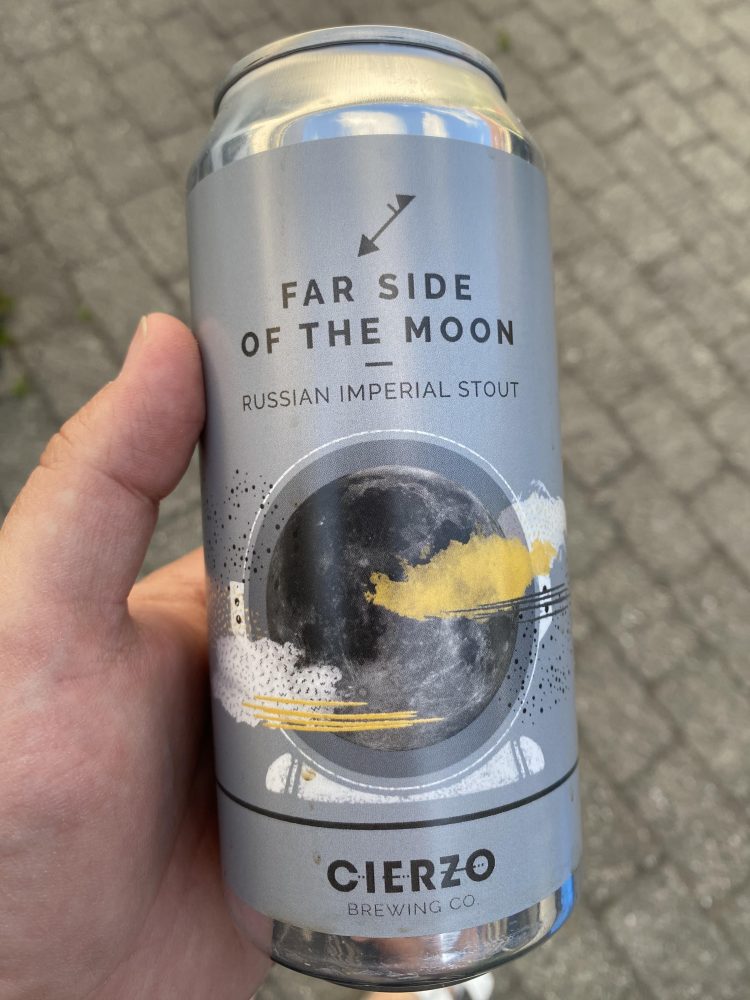 FAR SIDE
OF THE MOON
RUSSIAN IMPERIAL STOUT
CIERZO
BREWING CO.